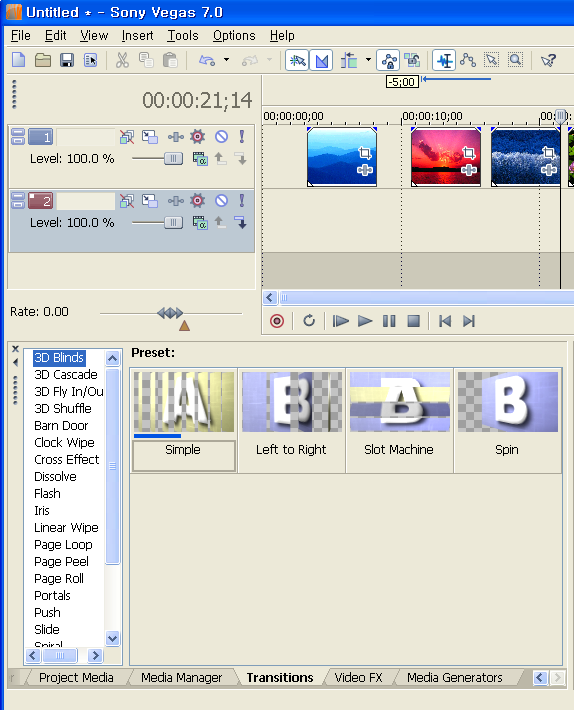 Untitled * - Sony Vegas 7.0
File Edit View Insert Tools Options Help
-5;00
00:00:21;14
00:00:00;00 00:00:10;00 00:0
1
Level: 100.0 %
2
Level: 100.0 %
Rate: 0.00
3D Blinds
3D Cascade
3D Fly In/Ou
3D Shuffle
Barn Door
Clock Wipe
Cross Effect
Dissolve
Flash
Iris
Linear Wipe
Page Loop
Page Peel
Page Roll
Portals
Push
Slide
Spiral
Preset:
A B B B
Simple Left to Right Slot Machine Spin
r Project Media Media Manager Transitions Video FX Media Generators